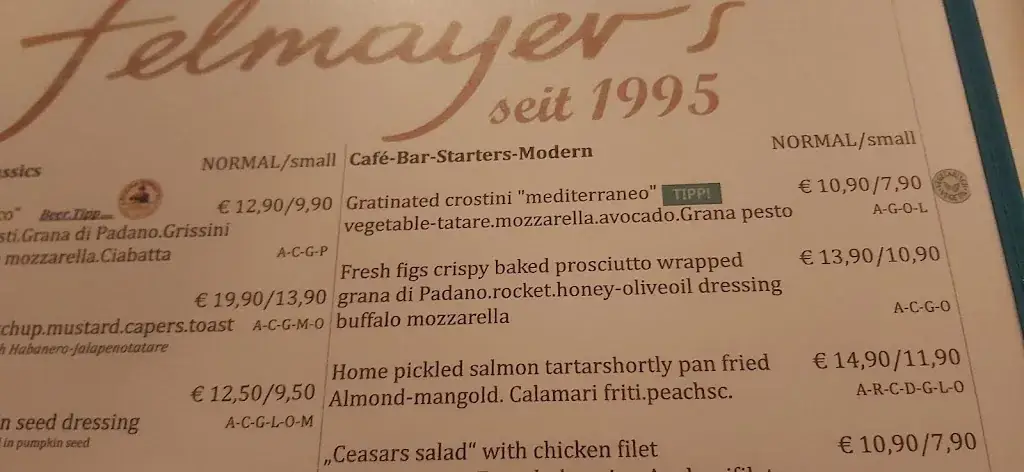 felmayer's
seit 1995
NORMAL/small
Beer.Tipp
€ 12,90/9,90
Grana di Padano.Grissini
mozzarella.Ciabatta
A-C-G-P
€ 19,90/13,90
mustard.capers.toast A-C-G-M-O
Habanero-Jalapenotatare
€ 12,50/9,50
A-C-G-L-O-M
seed dressing
in pumpkin seed
Café-Bar-Starters-Modern NORMAL/small
Gratinated crostini "mediterraneo" TIPP! € 10,90/7,90
vegetable-tatare.mozzarella.avocado.Grana pesto A-G-O-L
Fresh figs crispy baked prosciutto wrapped € 13,90/10,90
grana di Padano.rocket.honey-oliveoil dressing
buffalo mozzarella A-C-G-O
Home pickled salmon tartarshortly pan fried € 14,90/11,90
Almond-mangold. Calamari friti.peachsc. A-R-C-D-G-L-O
„Ceasars salad“ with chicken filet € 10,90/7,90